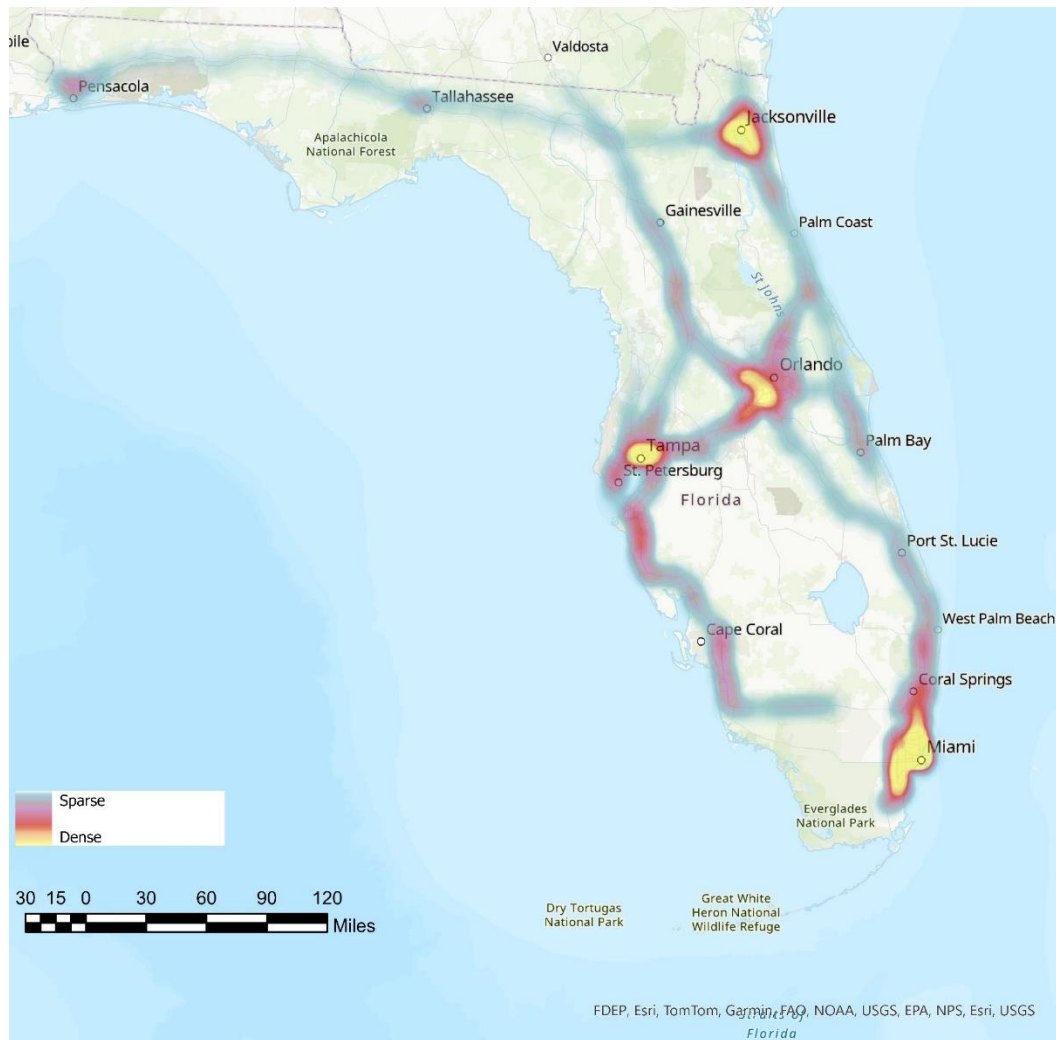 bile
Valdosta
Pensacola
Tallahassee
Jacksonville
Apalachicola
National Forest
Gainesville
Palm Coast
St Johns
Orlando
Tampa
Palm Bay
St. Petersburg
Florida
Port St. Lucie
West Palm Beach
Cape Coral
Coral Springs
Miami
Sparse
Dense
Everglades
National Park
30 15 0 30 60 90 120
Miles
Dry Tortugas
National Park
Great White
Heron National
Wildlife Refuge
FDEP, Esri, TomTom, Garmin, FAO, NOAA, USGS, EPA, NPS, Esri, USGS
Straits of
Florida